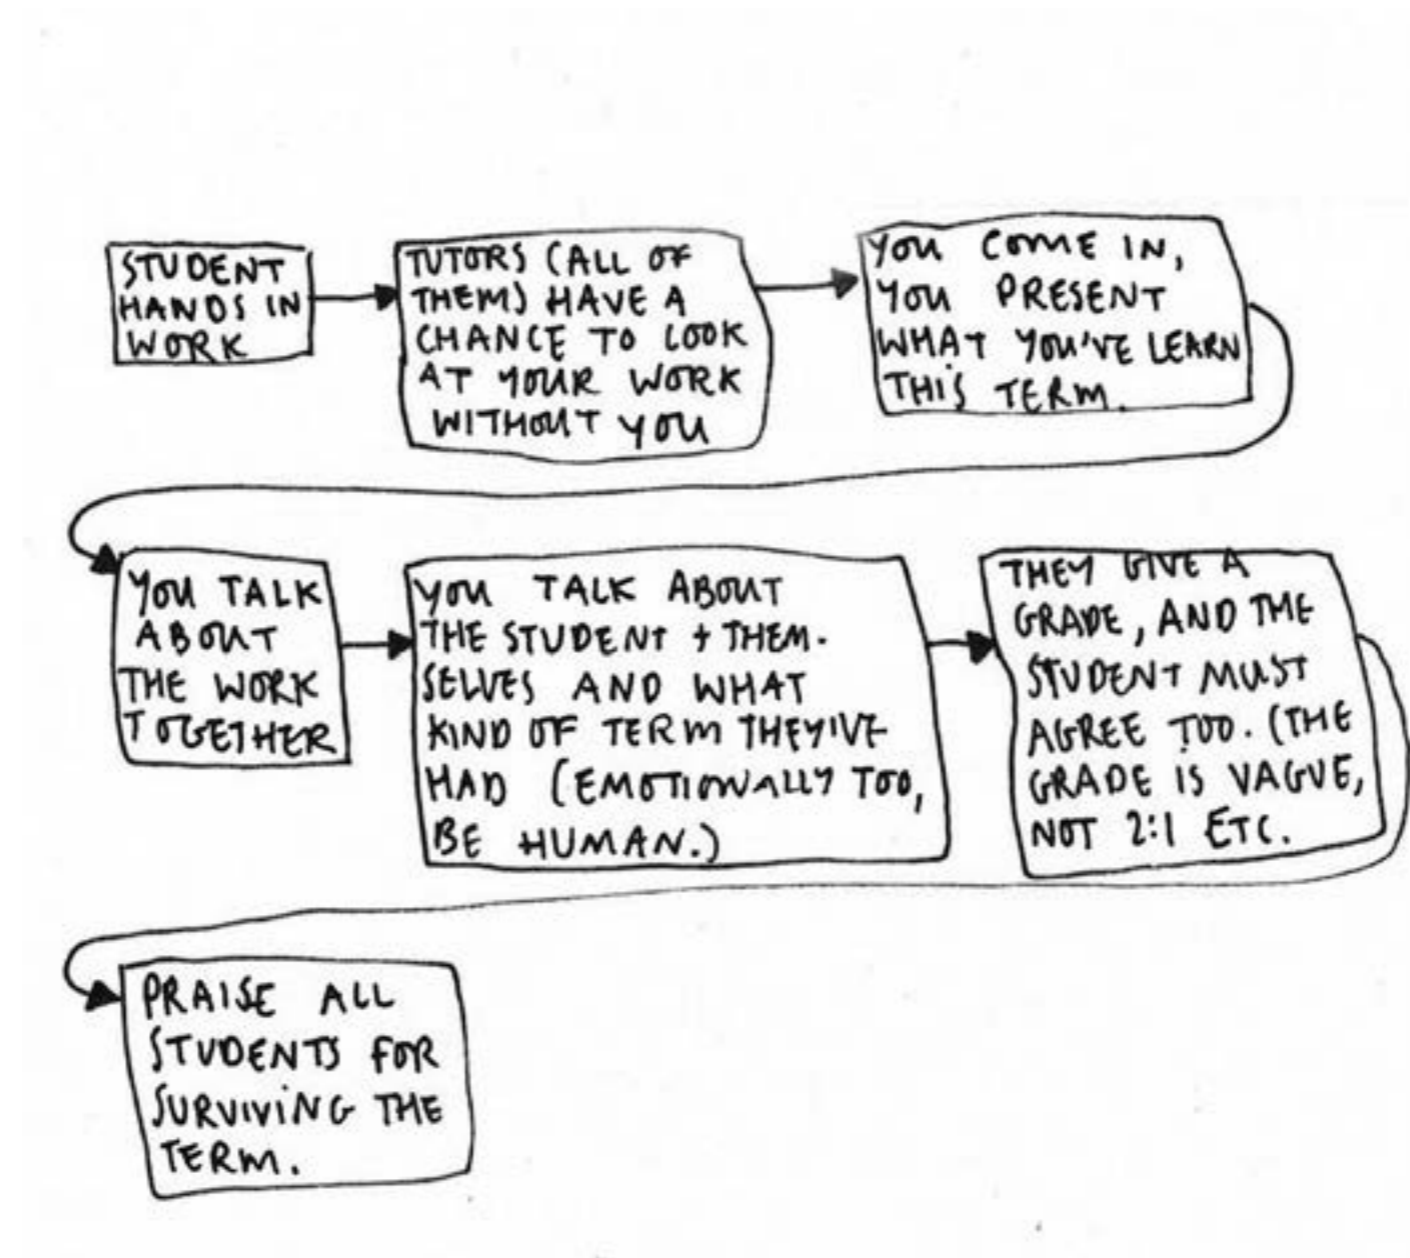 STUDENT
HANDS IN
WORK
TUTORS (ALL OF
THEM) HAVE A
CHANCE TO LOOK
AT YOUR WORK
WITHOUT YOU
YOU COME IN,
YOU PRESENT
WHAT YOU'VE LEARN
THIS TERM.
YOU TALK
ABOUT
THE WORK
TOGETHER
YOU TALK ABOUT
THE STUDENT + THEM-
SELVES AND WHAT
KIND OF TERM THEY'VE
HAD (EMOTIONALLY TOO,
BE HUMAN.)
THEY GIVE A
GRADE, AND THE
STUDENT MUST
AGREE TOO. (THE
GRADE IS VAGUE,
NOT 2:1 ETC.
PRAISE ALL
STUDENTS FOR
SURVIVING THE
TERM.